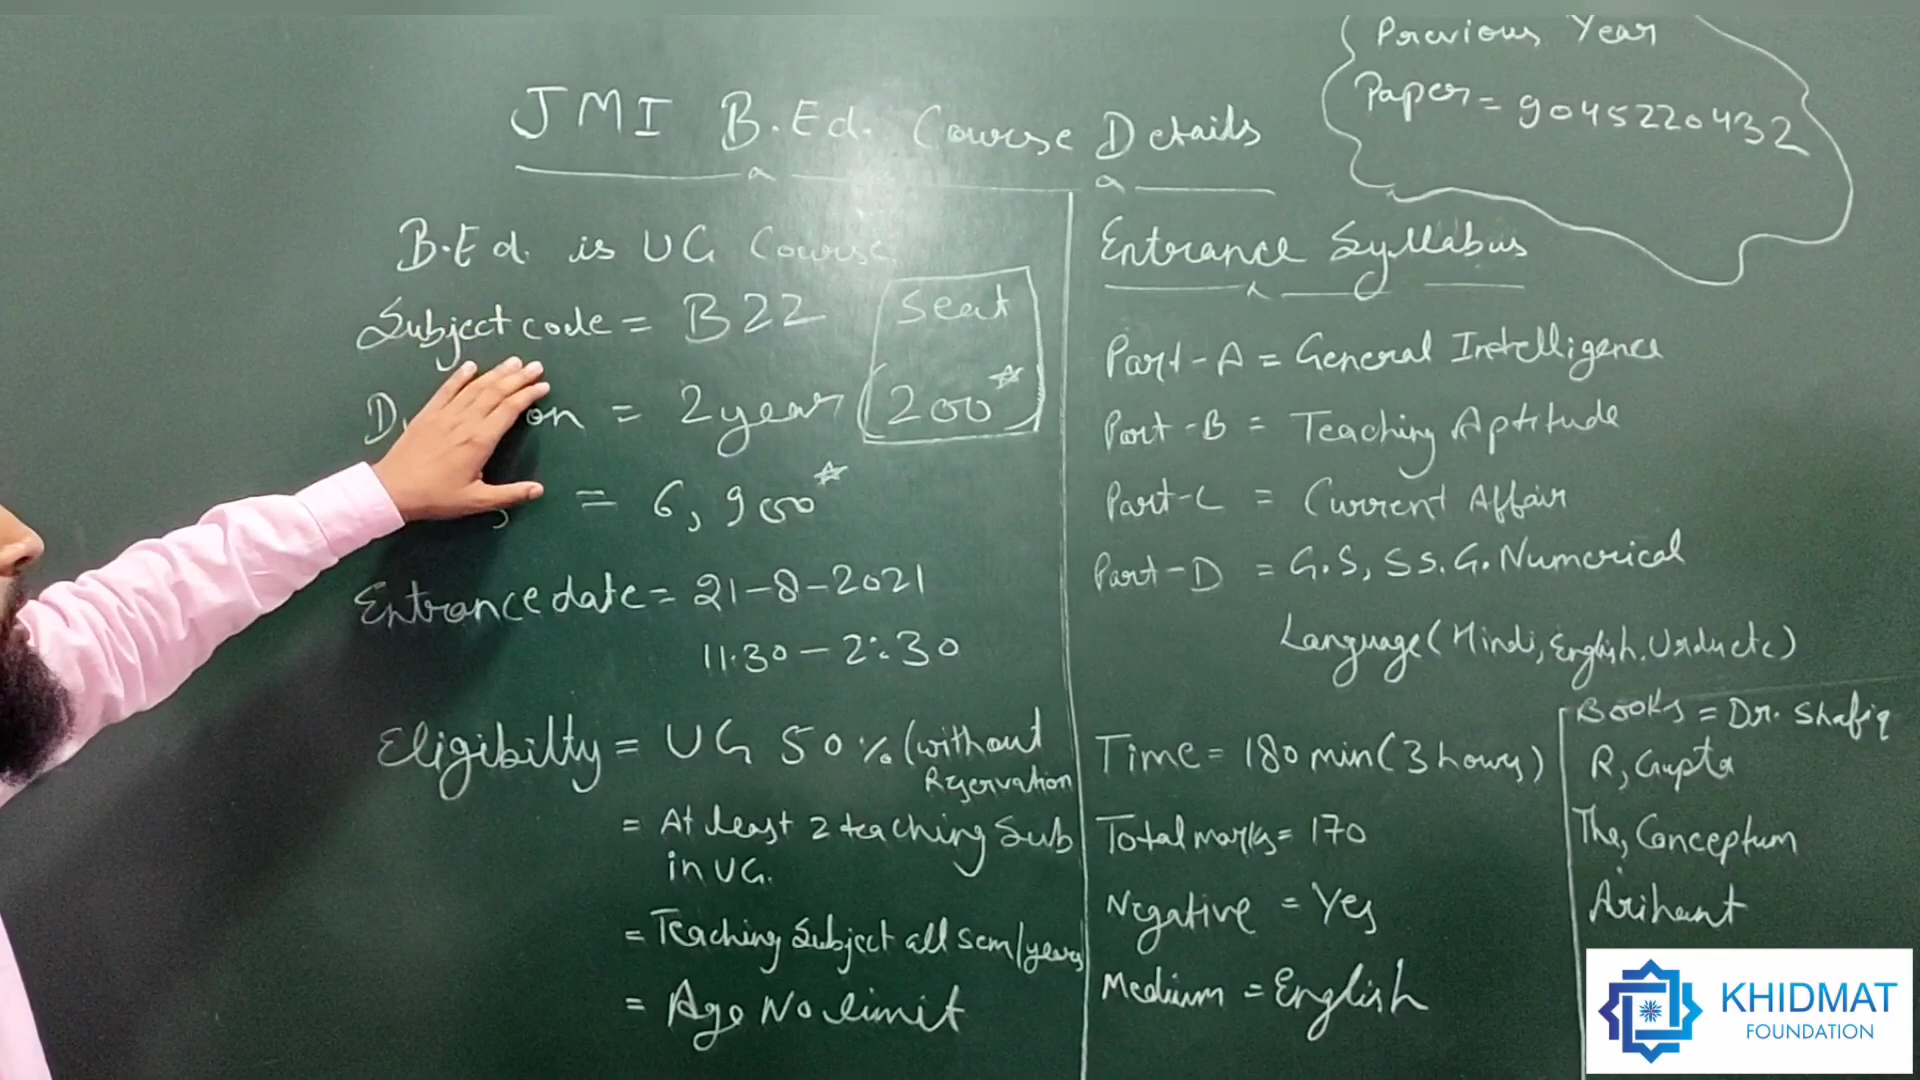 Previous Year
Paper = 9045220432
JMI B.Ed. Course Details
B.Ed. is UG Course
Subject code = B22
Seat
200*
D on = 2 year
= 6,900*
Entrance date = 21-8-2021
11.30 - 2:30
Eligibilty = UG 50% (without
Reservation
= At least 2 teaching Sub
in UG.
= Teaching Subject all sem/years
= Age No limit
Entrance Syllabus
Part-A = General Intelligence
Part-B = Teaching Aptitude
Part-C = Current Affair
Part-D = G.S, SS. G. Numerical
Language (Hindi, English, Urdu etc)
Time = 180 min (3 hours)
Total marks = 170
Negative = Yes
Medium = English
Books = Dr. Shafiq
R, Gupta
The, Conceptum
Arihant
KHIDMAT
FOUNDATION